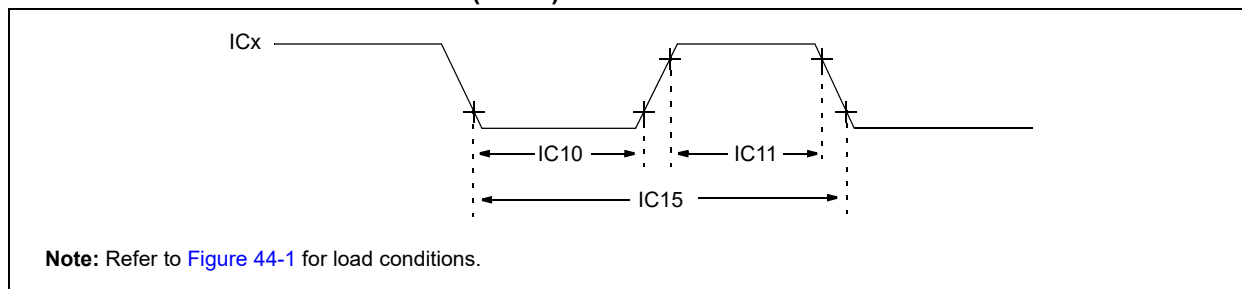 ICx
IC10
IC11
IC15
Note: Refer to Figure 44-1 for load conditions.